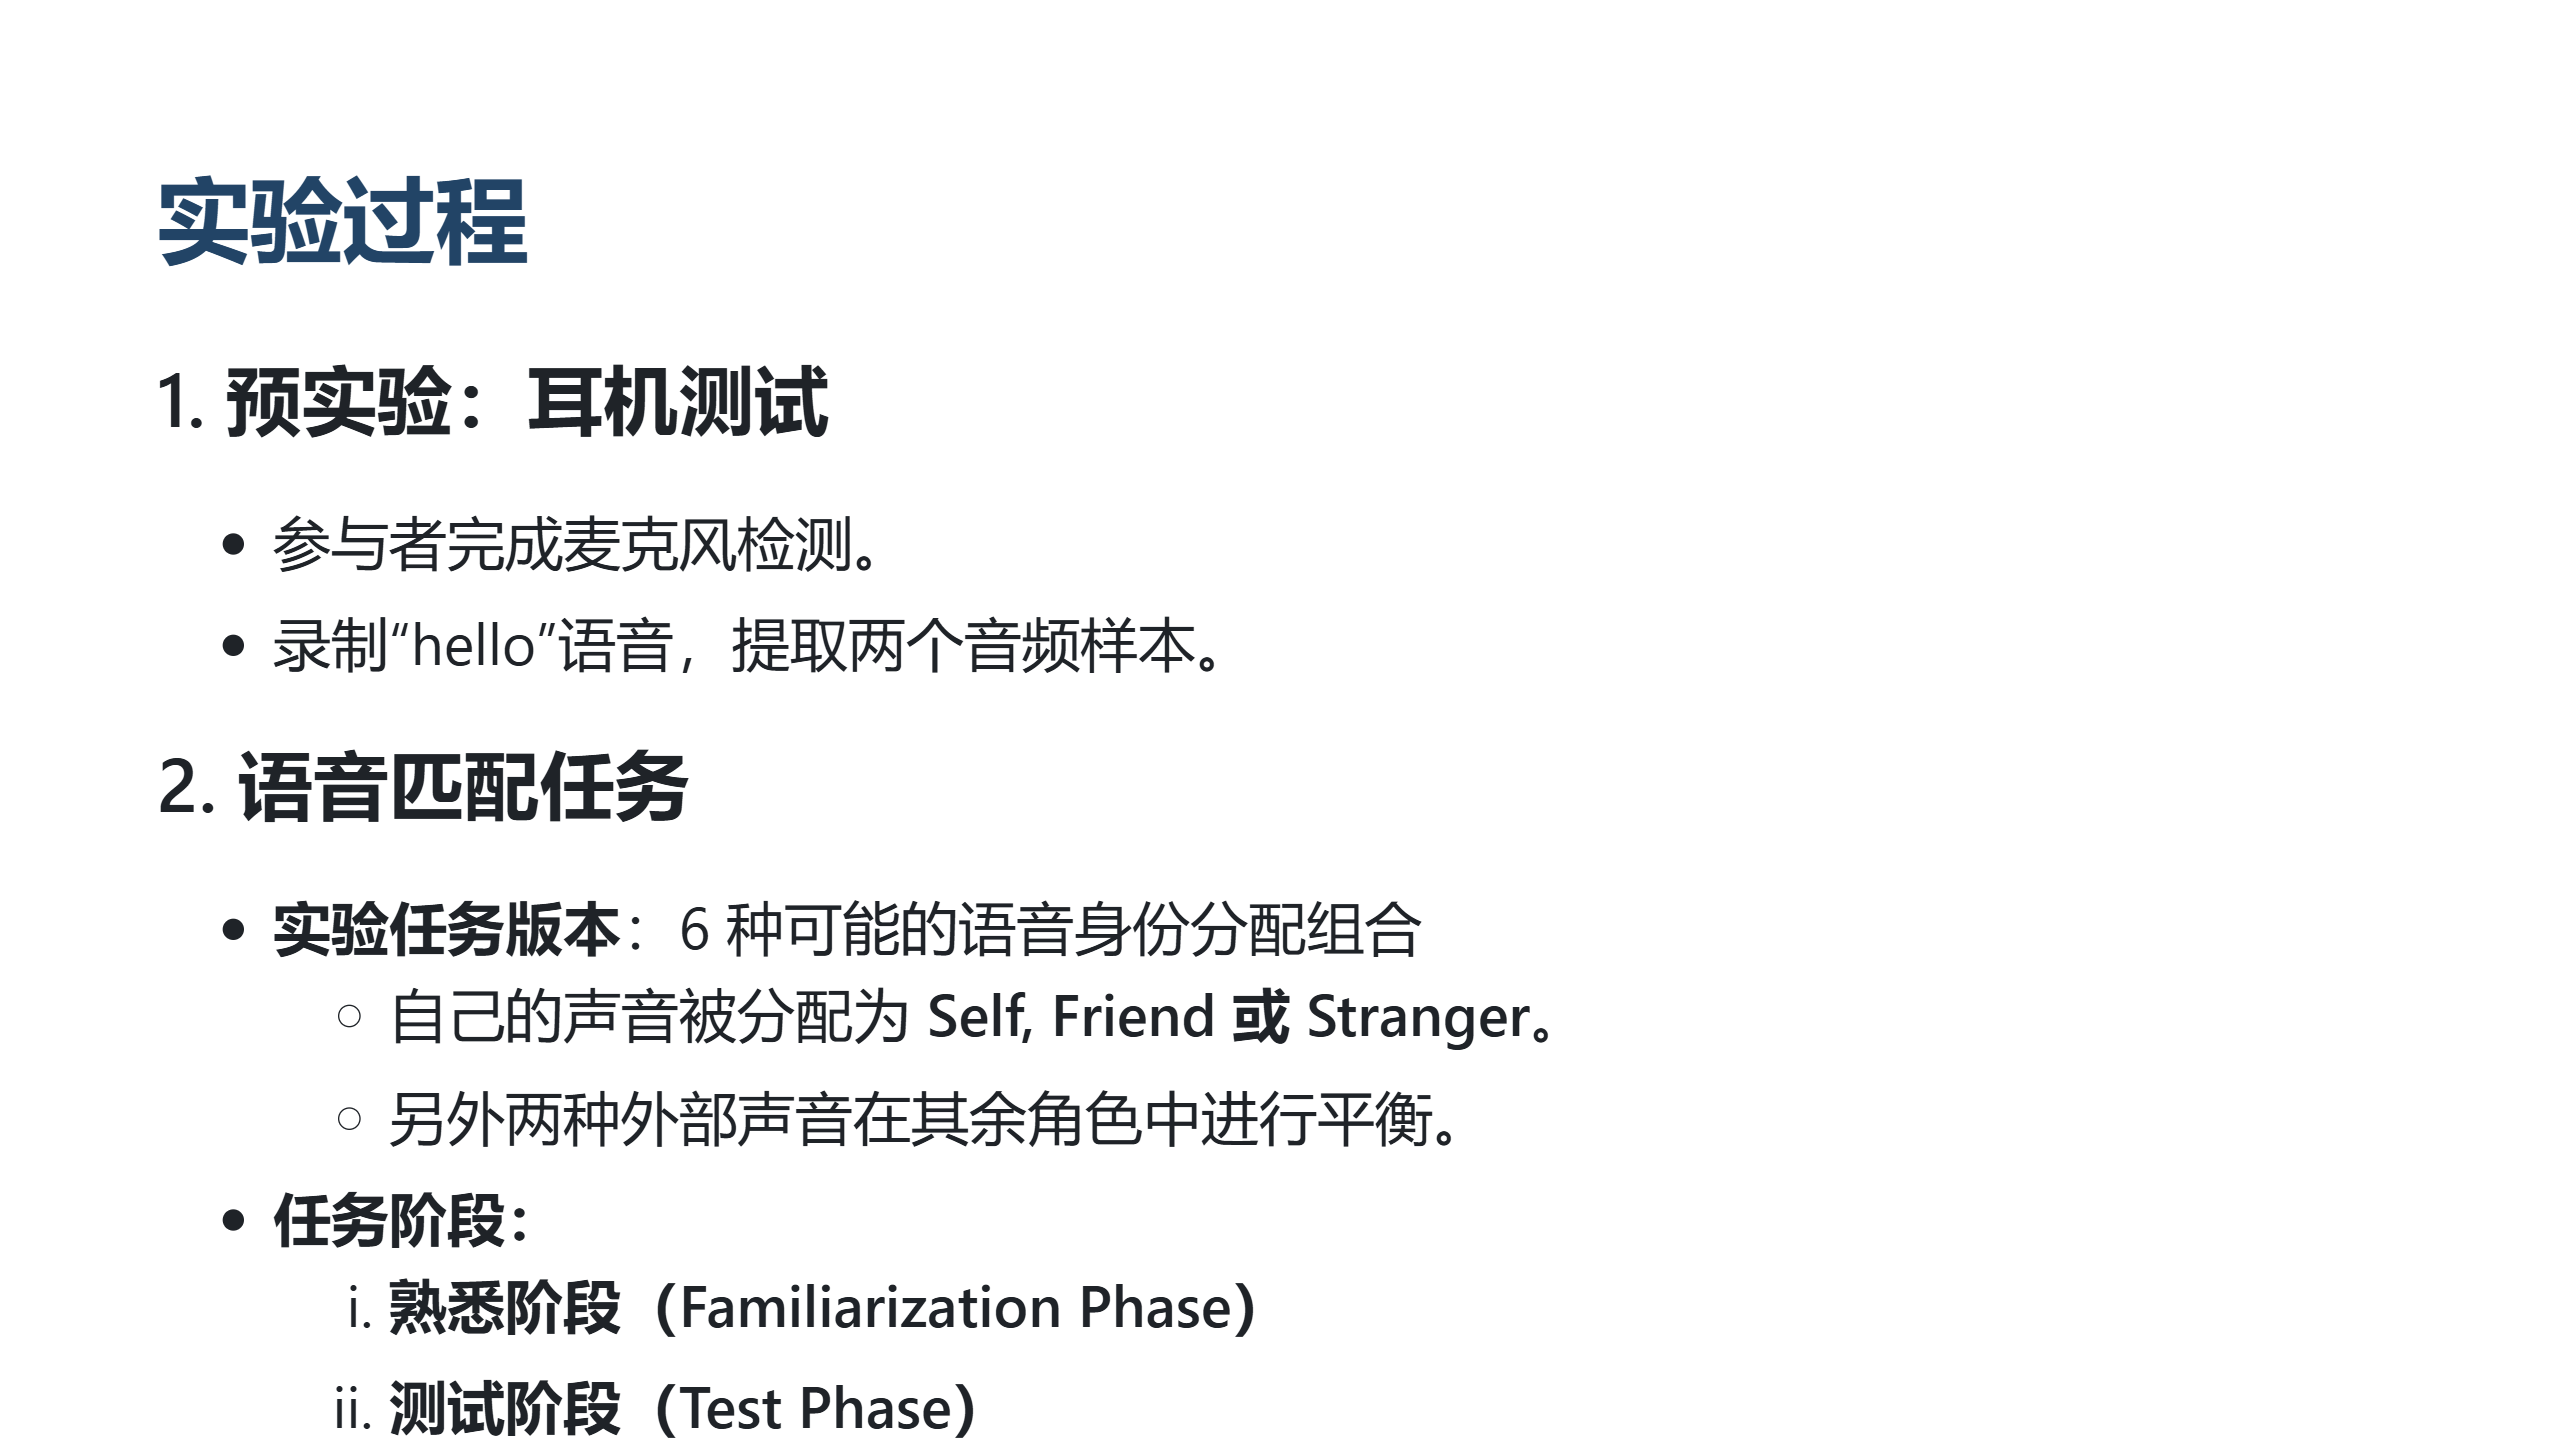 实验过程
1. 预实验：耳机测试
• 参与者完成麦克风检测。
• 录制“hello”语音，提取两个音频样本。
2. 语音匹配任务
• 实验任务版本：6 种可能的语音身份分配组合
○ 自己的声音被分配为 Self, Friend 或 Stranger。
○ 另外两种外部声音在其余角色中进行平衡。
• 任务阶段：
i. 熟悉阶段（Familiarization Phase）
ii. 测试阶段（Test Phase）